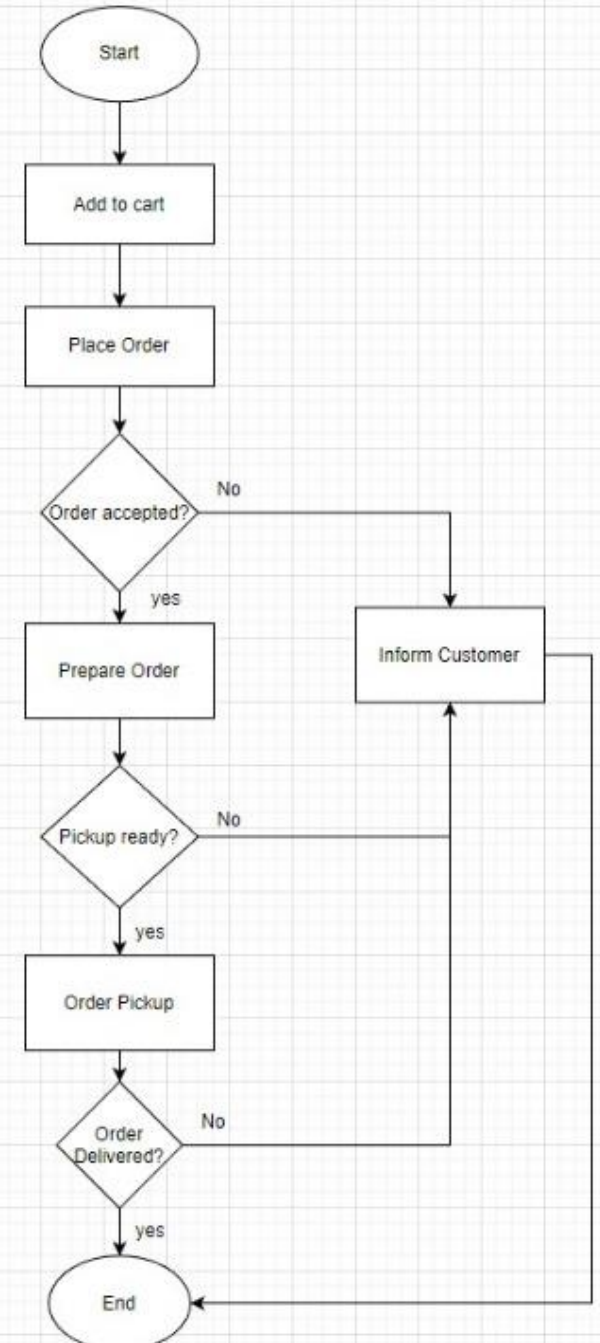 Start
Add to cart
Place Order
Order accepted?
No
yes
Prepare Order
Inform Customer
Pickup ready?
No
yes
Order Pickup
Order
Delivered?
No
yes
End